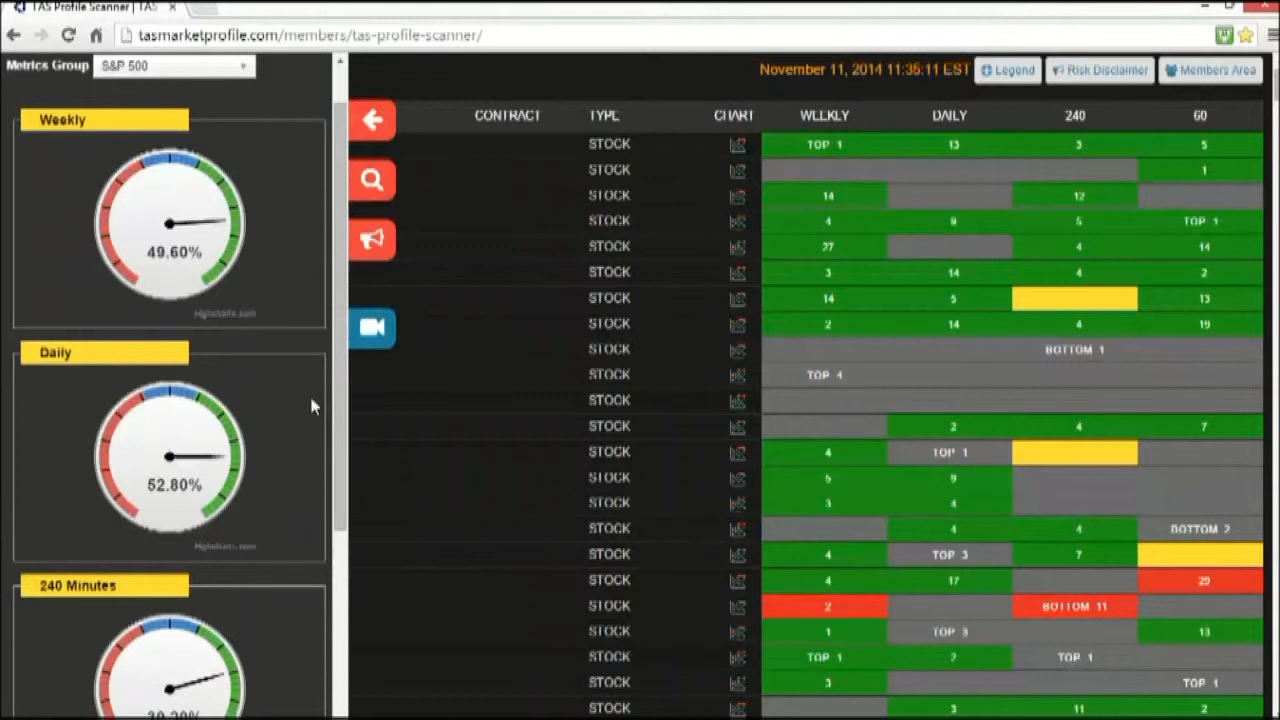 TAS Profile Scanner | TAS
tasmarketprofile.com/members/tas-profile-scanner/
Metrics Group S&P 500
November 11, 2014 11:35:11 EST Legend Risk Disclaimer Members Area
Weekly
49.60%
Highcharts.com
Daily
52.80%
Highcharts.com
240 Minutes
CONTRACT TYPE CHART WEEKLY DAILY 240 60
STOCK TOP 1 13 3 5
STOCK 1
STOCK 14 12
STOCK 4 5 TOP 1
STOCK 27 4 14
STOCK 3 14 4 2
STOCK 14 5 13
STOCK 2 14 4 19
STOCK BOTTOM 1
STOCK TOP 4
STOCK
STOCK 2 4 7
STOCK 4 TOP 1
STOCK 5
STOCK 3 4
STOCK 4 4 BOTTOM 2
STOCK 4 TOP 3 7
STOCK 4 17 29
STOCK 2 BOTTOM 11
STOCK 1 TOP 3 13
STOCK TOP 1 2 TOP 1
STOCK 3 TOP 1
STOCK 3 11 2